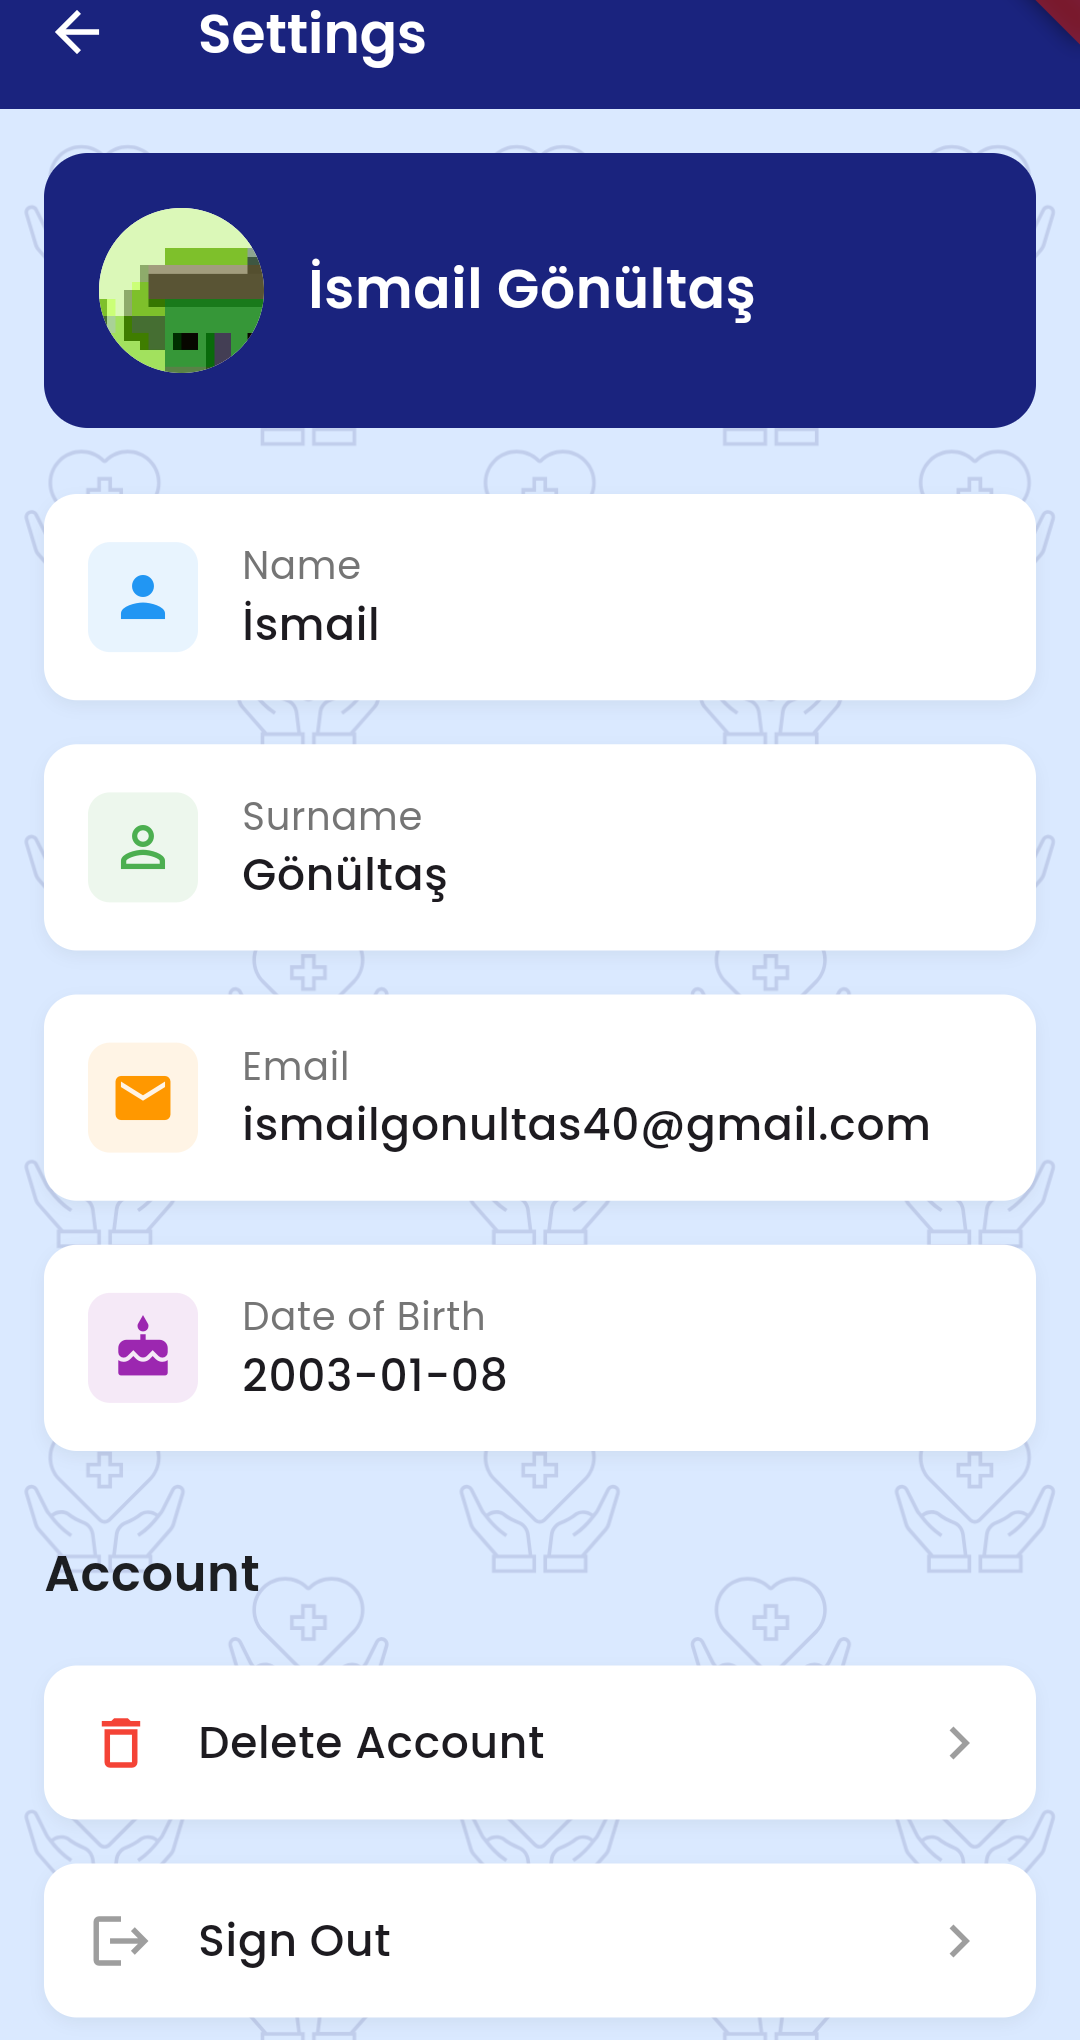 Settings
İsmail Gönültaş
Name
İsmail
Surname
Gönültaş
Email
ismailgonultas40@gmail.com
Date of Birth
2003-01-08
Account
Delete Account
Sign Out